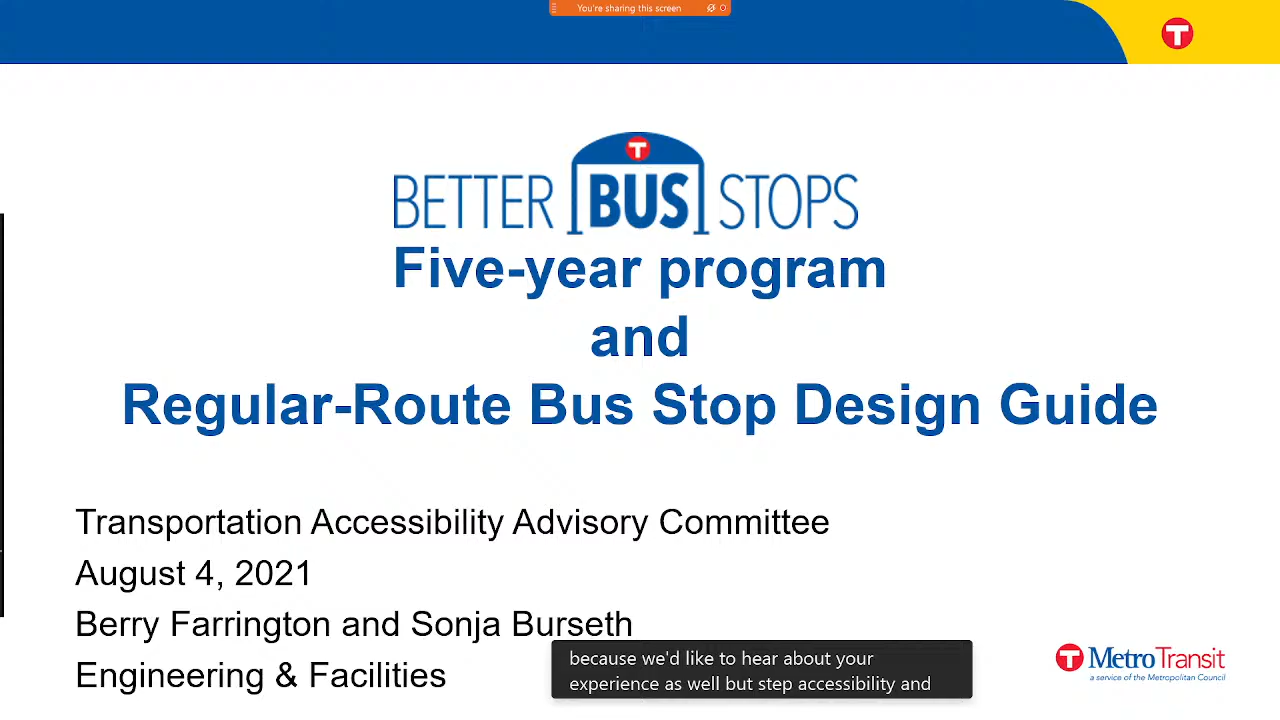 You're sharing this screen
T
T
BETTER BUS STOPS
Five-year program
and
Regular-Route Bus Stop Design Guide
Transportation Accessibility Advisory Committee
August 4, 2021
Berry Farrington and Sonja Burseth
Engineering & Facilities
because we'd like to hear about your
experience as well but step accessibility and
T MetroTransit
a service of the Metropolitan Council